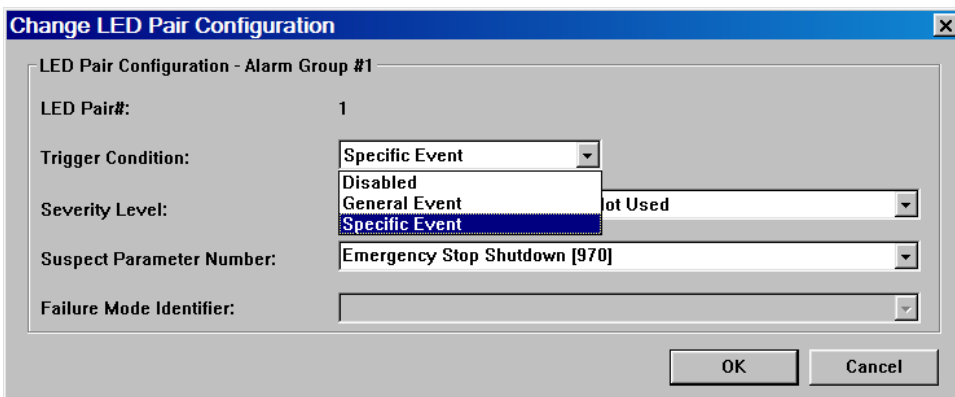 Change LED Pair Configuration
LED Pair Configuration - Alarm Group #1
LED Pair#: 1
Trigger Condition: Specific Event
Disabled
General Event
Specific Event
Severity Level: Used
Suspect Parameter Number: Emergency Stop Shutdown [970]
Failure Mode Identifier:
OK Cancel